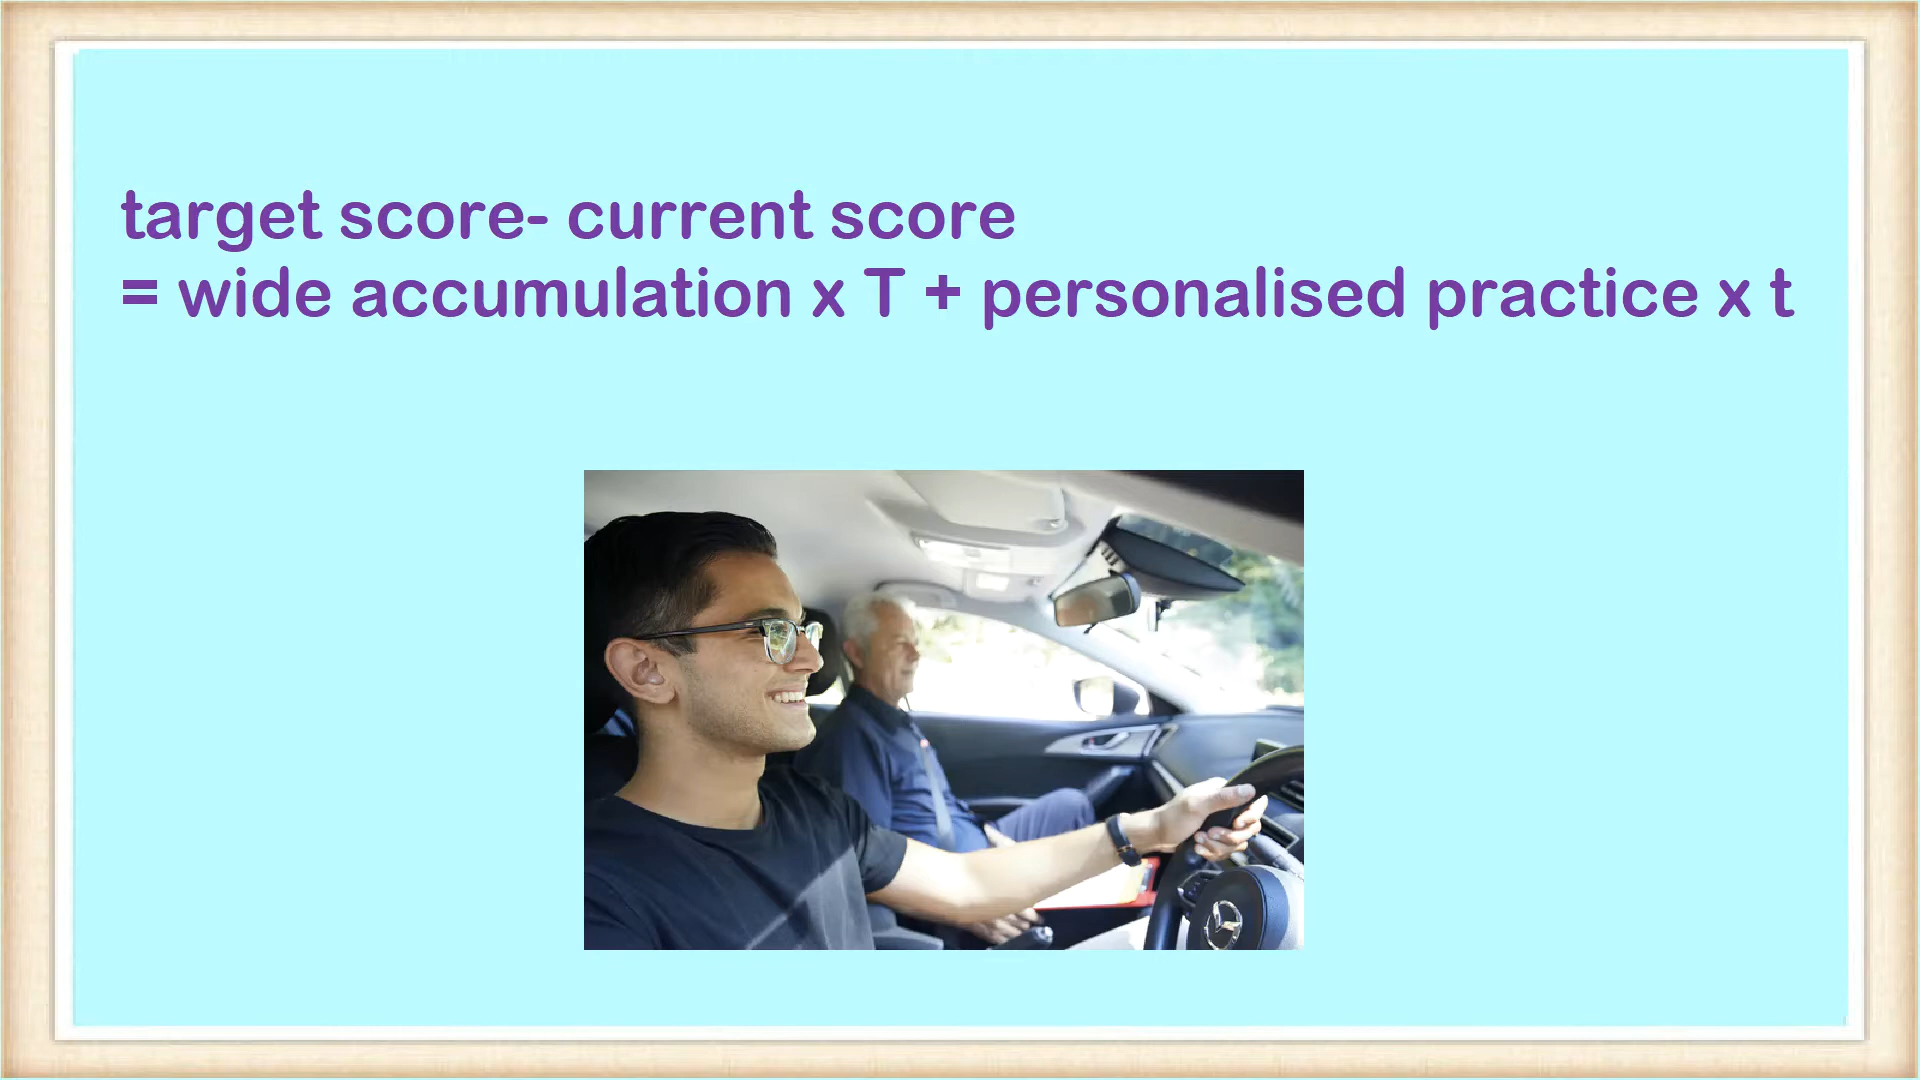 target score- current score
= wide accumulation x T + personalised practice x t